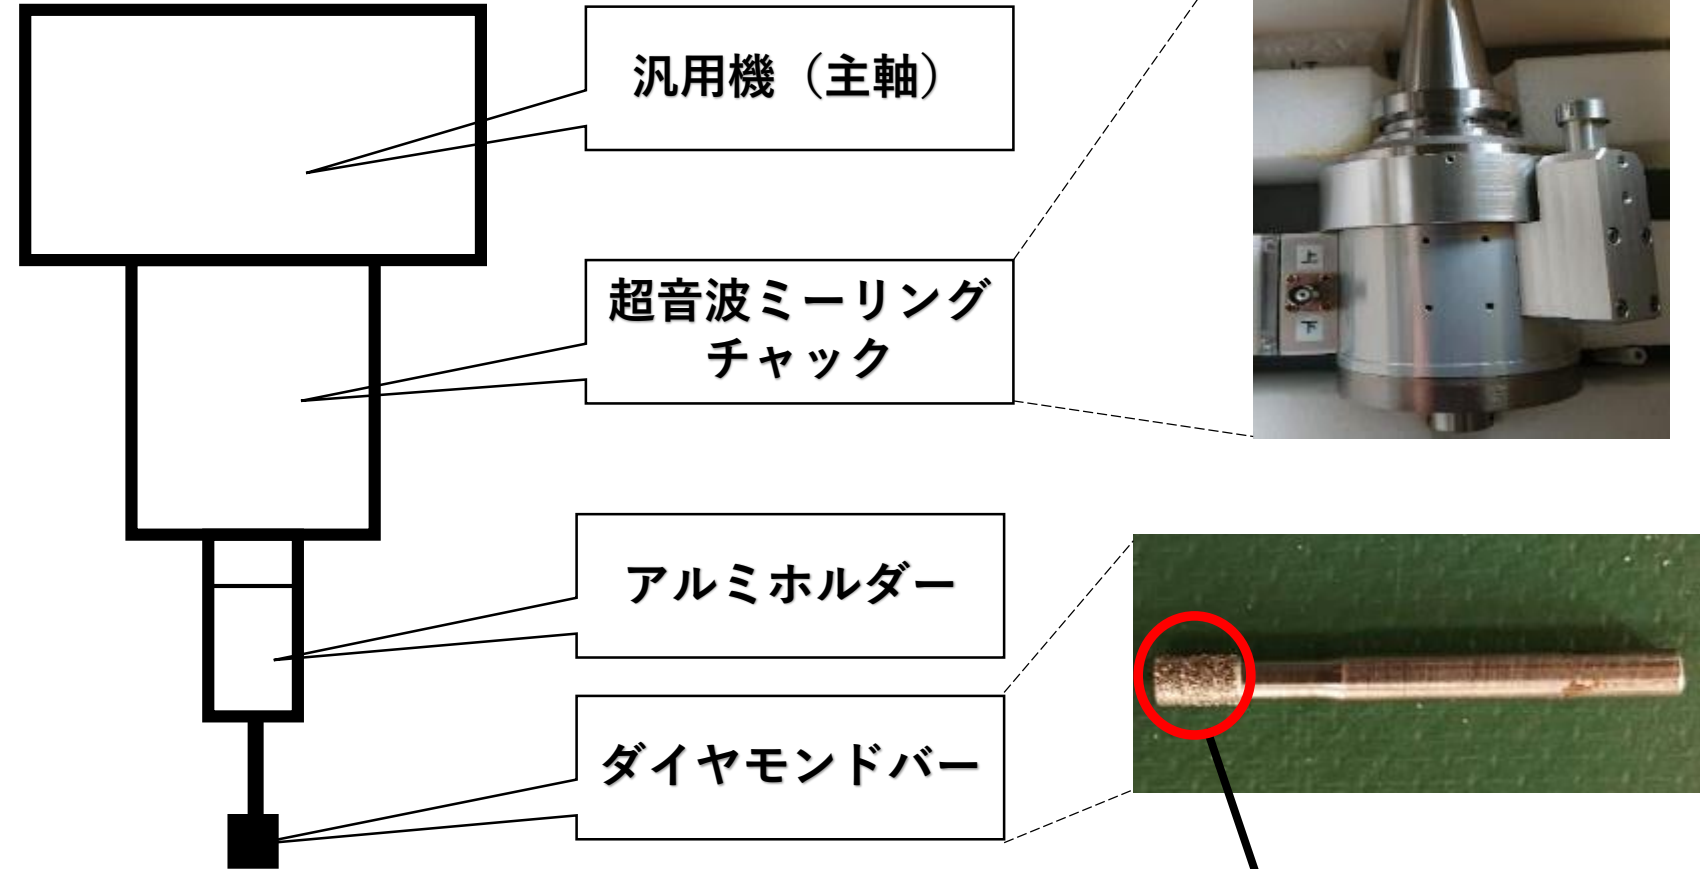 汎用機（主軸）
超音波ミーリング
チャック
上
下
アルミホルダー
ダイヤモンドバー